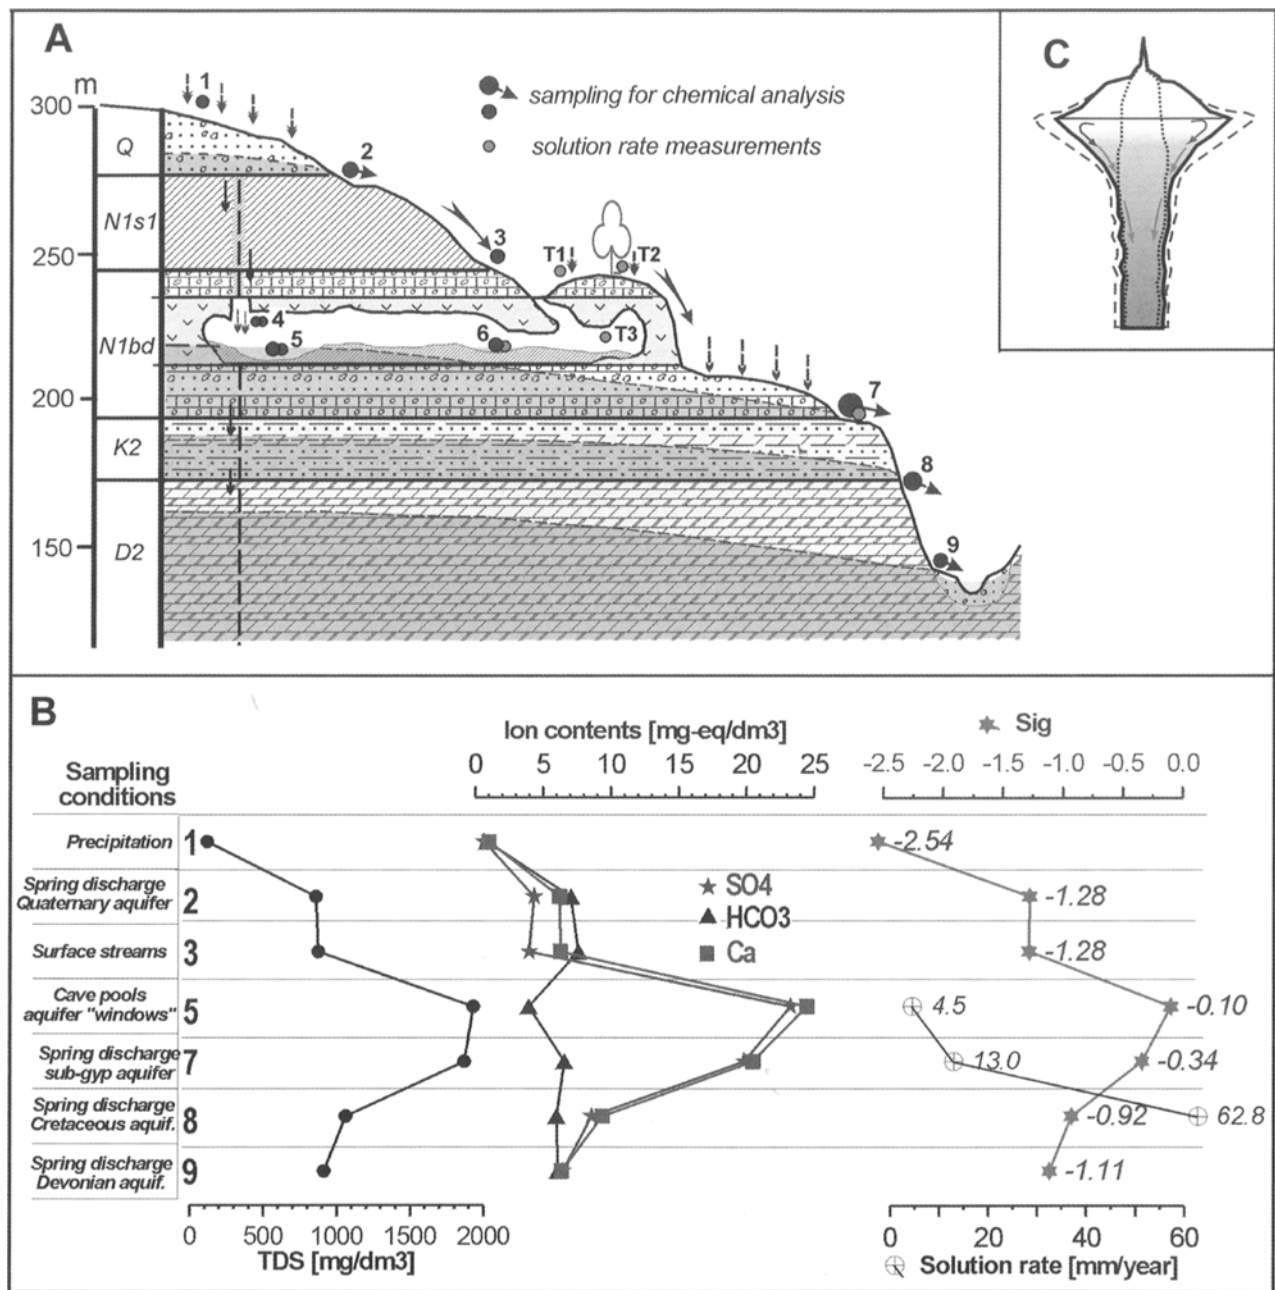 A
C
m
300
250
200
150
Q
N1s1
N1bd
K2
D2
sampling for chemical analysis
solution rate measurements
1
2
3
T1
T2
4
5
6
T3
7
8
9
B
Ion contents [mg-eq/dm3]
0 5 10 15 20 25
Sig
-2.5 -2.0 -1.5 -1.0 -0.5 0.0
Sampling
conditions
Precipitation 1
-2.54
Spring discharge
Quaternary aquifer 2
SO4
HCO3
Ca
-1.28
Surface streams 3
-1.28
Cave pools
aquifer "windows" 5
4.5
-0.10
Spring discharge
sub-gyp aquifer 7
13.0
-0.34
Spring discharge
Cretaceous aquif. 8
-0.92
62.8
Spring discharge
Devonian aquif. 9
-1.11
0 500 1000 1500 2000
TDS [mg/dm3]
0 20 40 60
Solution rate [mm/year]